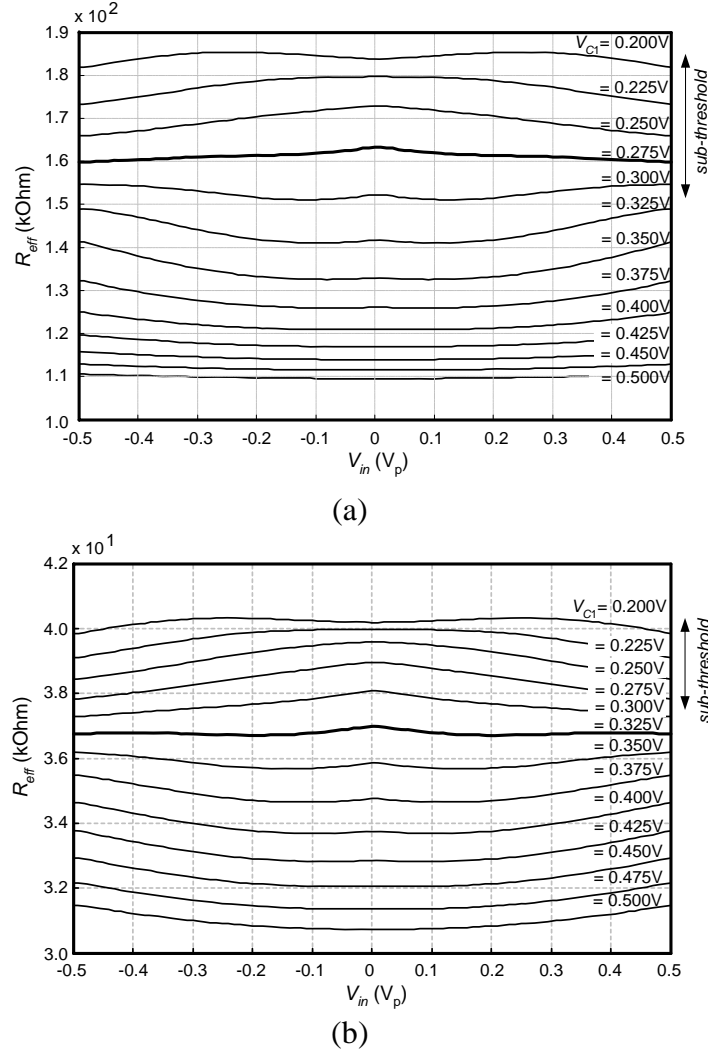 x 10²
1.9
1.8
1.7
1.6
1.5
1.4
1.3
1.2
1.1
1.0
R_eff (kOhm)
V_C1 = 0.200V
= 0.225V
= 0.250V
= 0.275V
= 0.300V
= 0.325V
= 0.350V
= 0.375V
= 0.400V
= 0.425V
= 0.450V
= 0.500V
sub-threshold
-0.5 -0.4 -0.3 -0.2 -0.1 0 0.1 0.2 0.3 0.4 0.5
V_in (V_p)
(a)
x 10¹
4.2
4.0
3.8
3.6
3.4
3.2
3.0
R_eff (kOhm)
V_C1 = 0.200V
= 0.225V
= 0.250V
= 0.275V
= 0.300V
= 0.325V
= 0.350V
= 0.375V
= 0.400V
= 0.425V
= 0.450V
= 0.475V
= 0.500V
sub-threshold
-0.5 -0.4 -0.3 -0.2 -0.1 0 0.1 0.2 0.3 0.4 0.5
V_in (V_p)
(b)